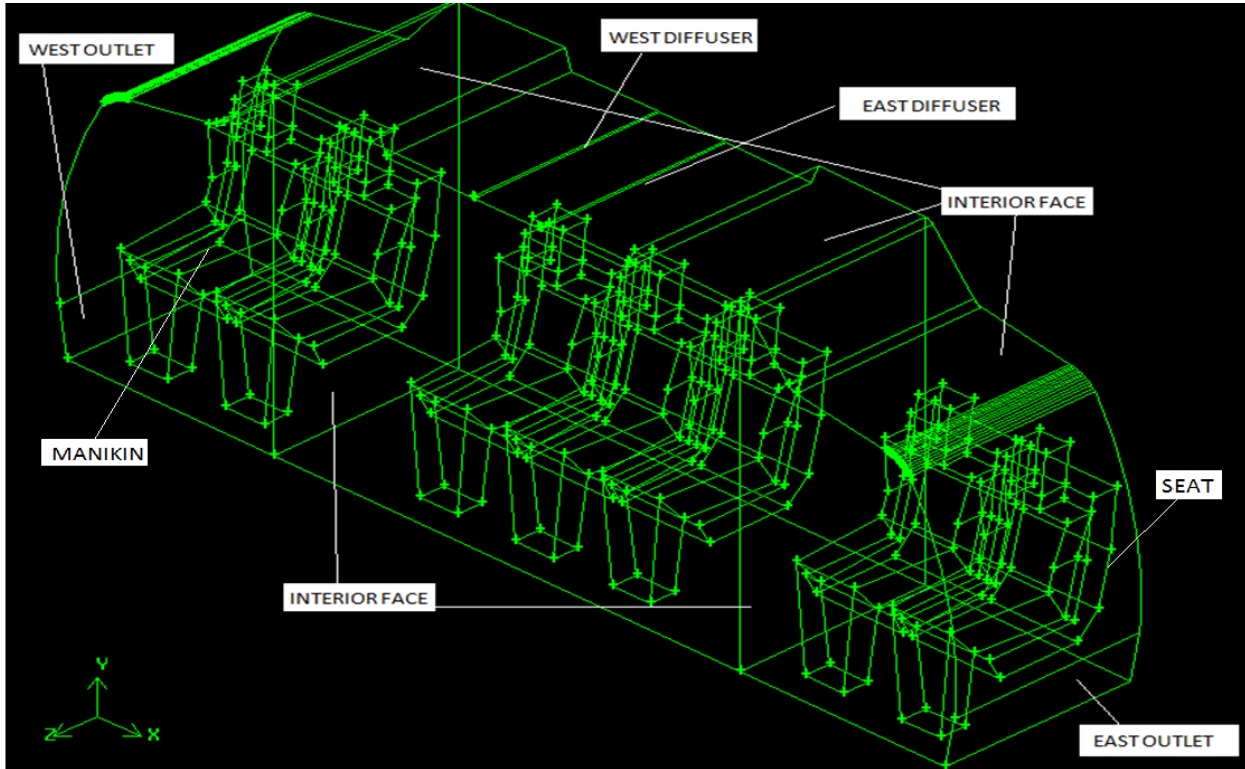 WEST OUTLET
WEST DIFFUSER
EAST DIFFUSER
INTERIOR FACE
MANIKIN
SEAT
INTERIOR FACE
EAST OUTLET
Y
Z
X